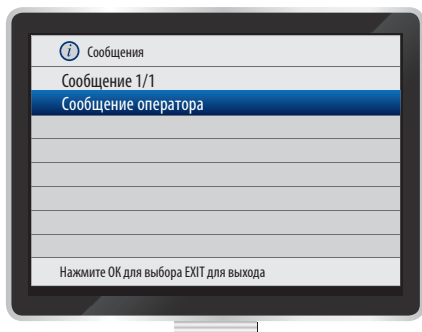 i Сообщения
Сообщение 1/1
Сообщение оператора
Нажмите OK для выбора EXIT для выхода